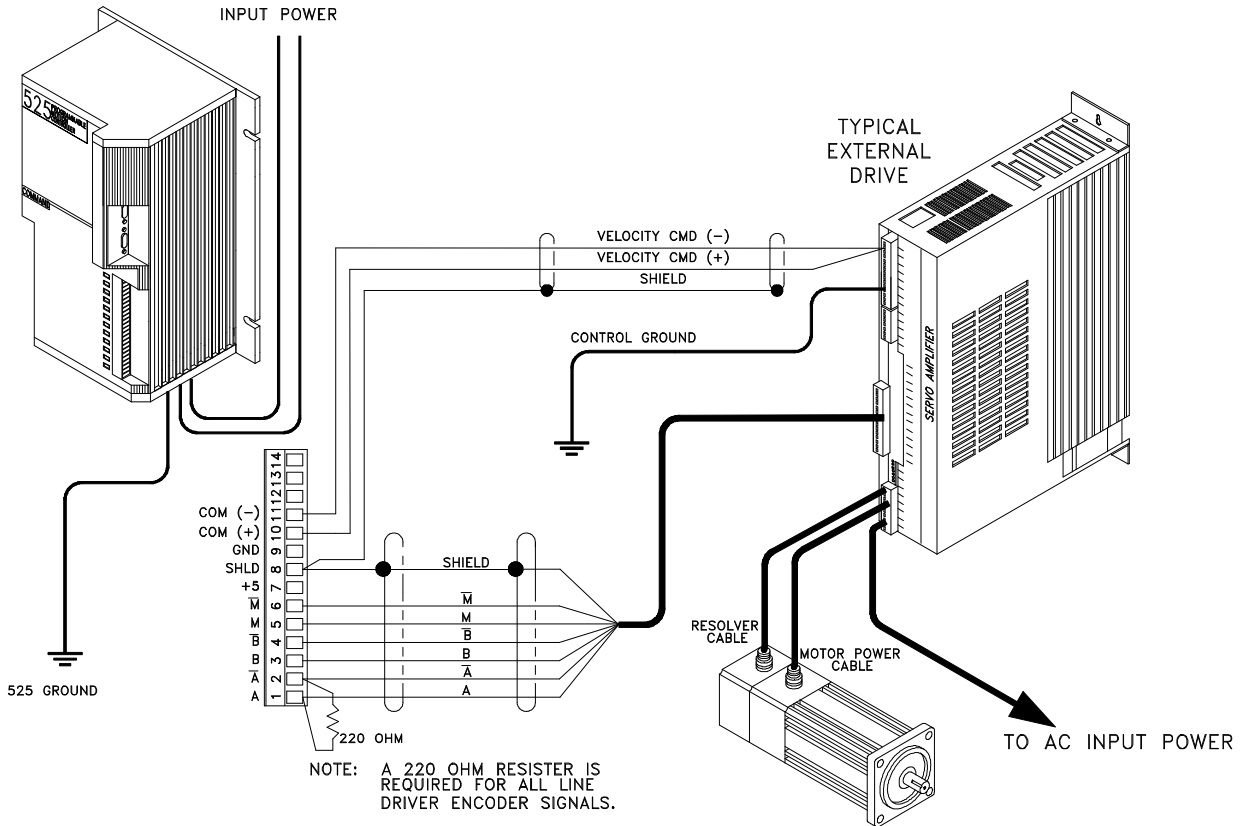 INPUT POWER
525 PROGRAMMABLE
COMMAND
TYPICAL
EXTERNAL
DRIVE
VELOCITY CMD (-)
VELOCITY CMD (+)
SHIELD
CONTROL GROUND
SERVO AMPLIFIER
14
13
12
COM (-) 11
COM (+) 10
GND 9
SHLD 8
+5 7
M̅ 6
M 5
B̅ 4
B 3
A̅ 2
A 1
SHIELD
M̅
M
B̅
B
A̅
A
525 GROUND
220 OHM
NOTE: A 220 OHM RESISTER IS
REQUIRED FOR ALL LINE
DRIVER ENCODER SIGNALS.
RESOLVER
CABLE
MOTOR POWER
CABLE
TO AC INPUT POWER